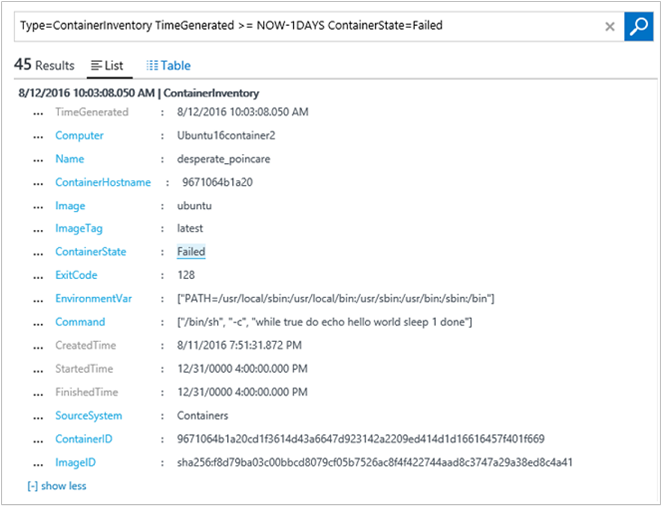 Type=ContainerInventory TimeGenerated >= NOW-1DAYS ContainerState=Failed ×
45 Results List Table
8/12/2016 10:03:08.050 AM | ContainerInventory
... TimeGenerated : 8/12/2016 10:03:08.050 AM
... Computer : Ubuntu16container2
... Name : desperate_poincare
... ContainerHostname : 9671064b1a20
... Image : ubuntu
... ImageTag : latest
... ContainerState : Failed
... ExitCode : 128
... EnvironmentVar : ["PATH=/usr/local/sbin:/usr/local/bin:/usr/sbin:/usr/bin:/sbin:/bin"]
... Command : ["/bin/sh", "-c", "while true do echo hello world sleep 1 done"]
... CreatedTime : 8/11/2016 7:51:31.872 PM
... StartedTime : 12/31/0000 4:00:00.000 PM
... FinishedTime : 12/31/0000 4:00:00.000 PM
... SourceSystem : Containers
... ContainerID : 9671064b1a20cd1f3614d43a6647d923142a2209ed414d1d16616457f401f669
... ImageID : sha256:f8d79ba03c00bbcd8079cf05b7526ac8f4f422744aad8c3747a29a38ed8c4a41
[-] show less